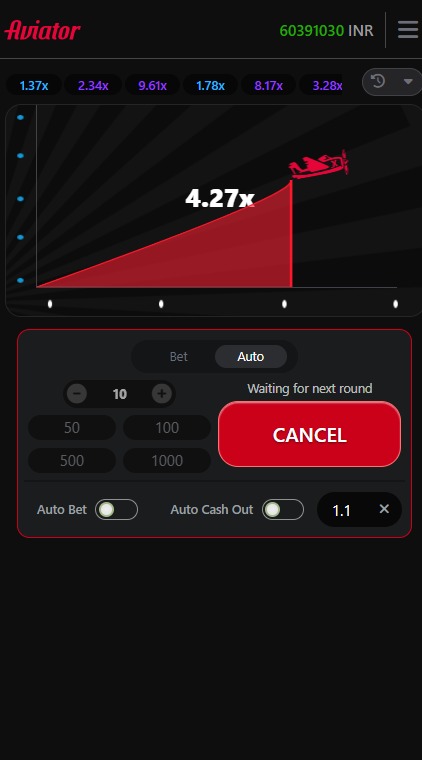 Aviator
60391030 INR
1.37x 2.34x 9.61x 1.78x 8.17x 3.28x
4.27x
Bet Auto
− 10 +
Waiting for next round
50 100
CANCEL
500 1000
Auto Bet Auto Cash Out 1.1 ×